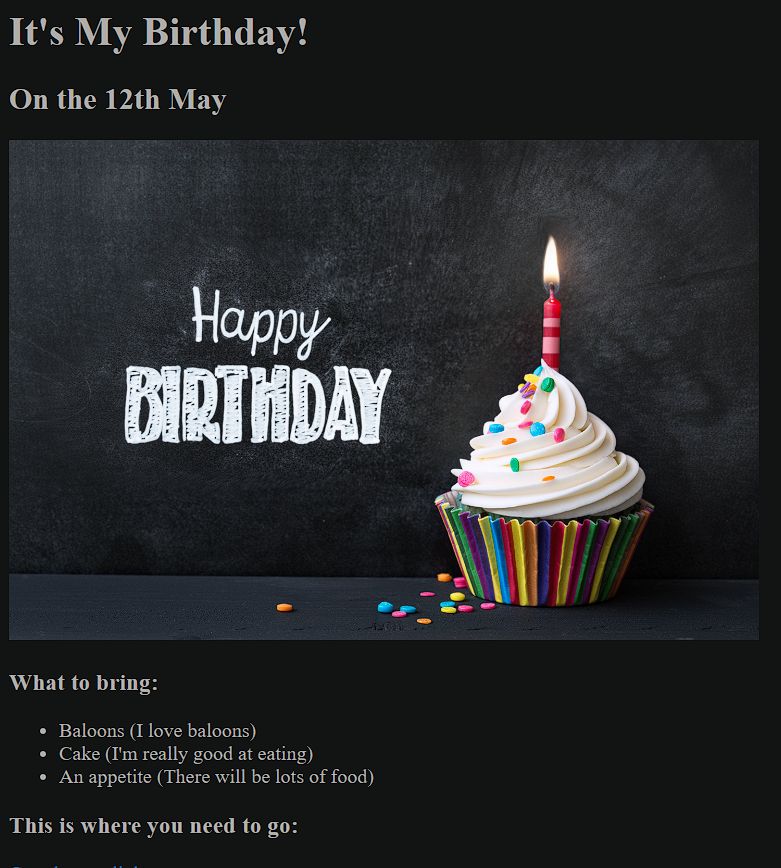 It's My Birthday!
On the 12th May
Happy
BIRTHDAY
What to bring:
Baloons (I love baloons)
Cake (I'm really good at eating)
An appetite (There will be lots of food)
This is where you need to go: